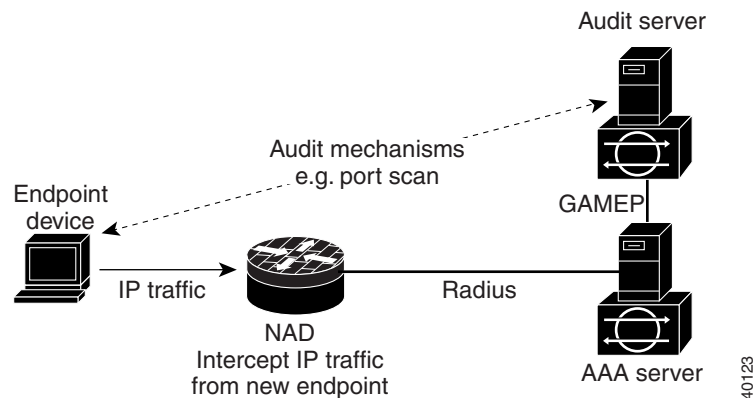 Audit server
Audit mechanisms
e.g. port scan
Endpoint
device
GAMEP
IP traffic
Radius
NAD
Intercept IP traffic
from new endpoint
AAA server
40123